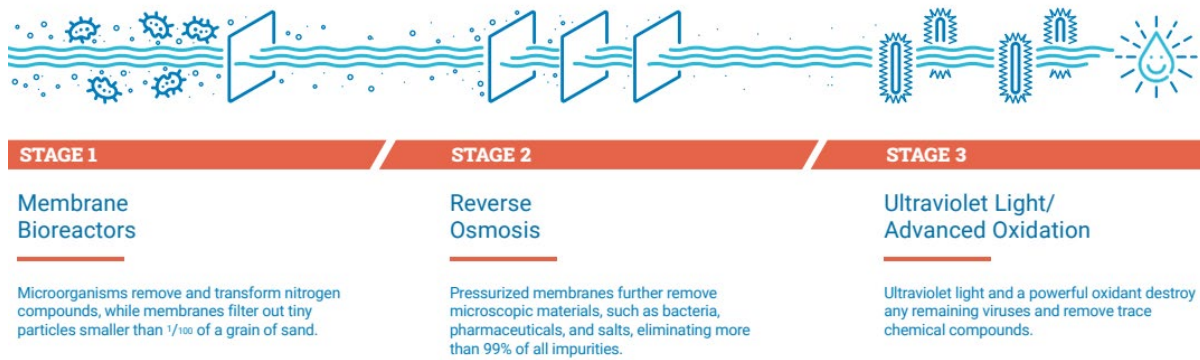 STAGE 1
Membrane
Bioreactors
Microorganisms remove and transform nitrogen
compounds, while membranes filter out tiny
particles smaller than 1/100 of a grain of sand.
STAGE 2
Reverse
Osmosis
Pressurized membranes further remove
microscopic materials, such as bacteria,
pharmaceuticals, and salts, eliminating more
than 99% of all impurities.
STAGE 3
Ultraviolet Light/
Advanced Oxidation
Ultraviolet light and a powerful oxidant destroy
any remaining viruses and remove trace
chemical compounds.